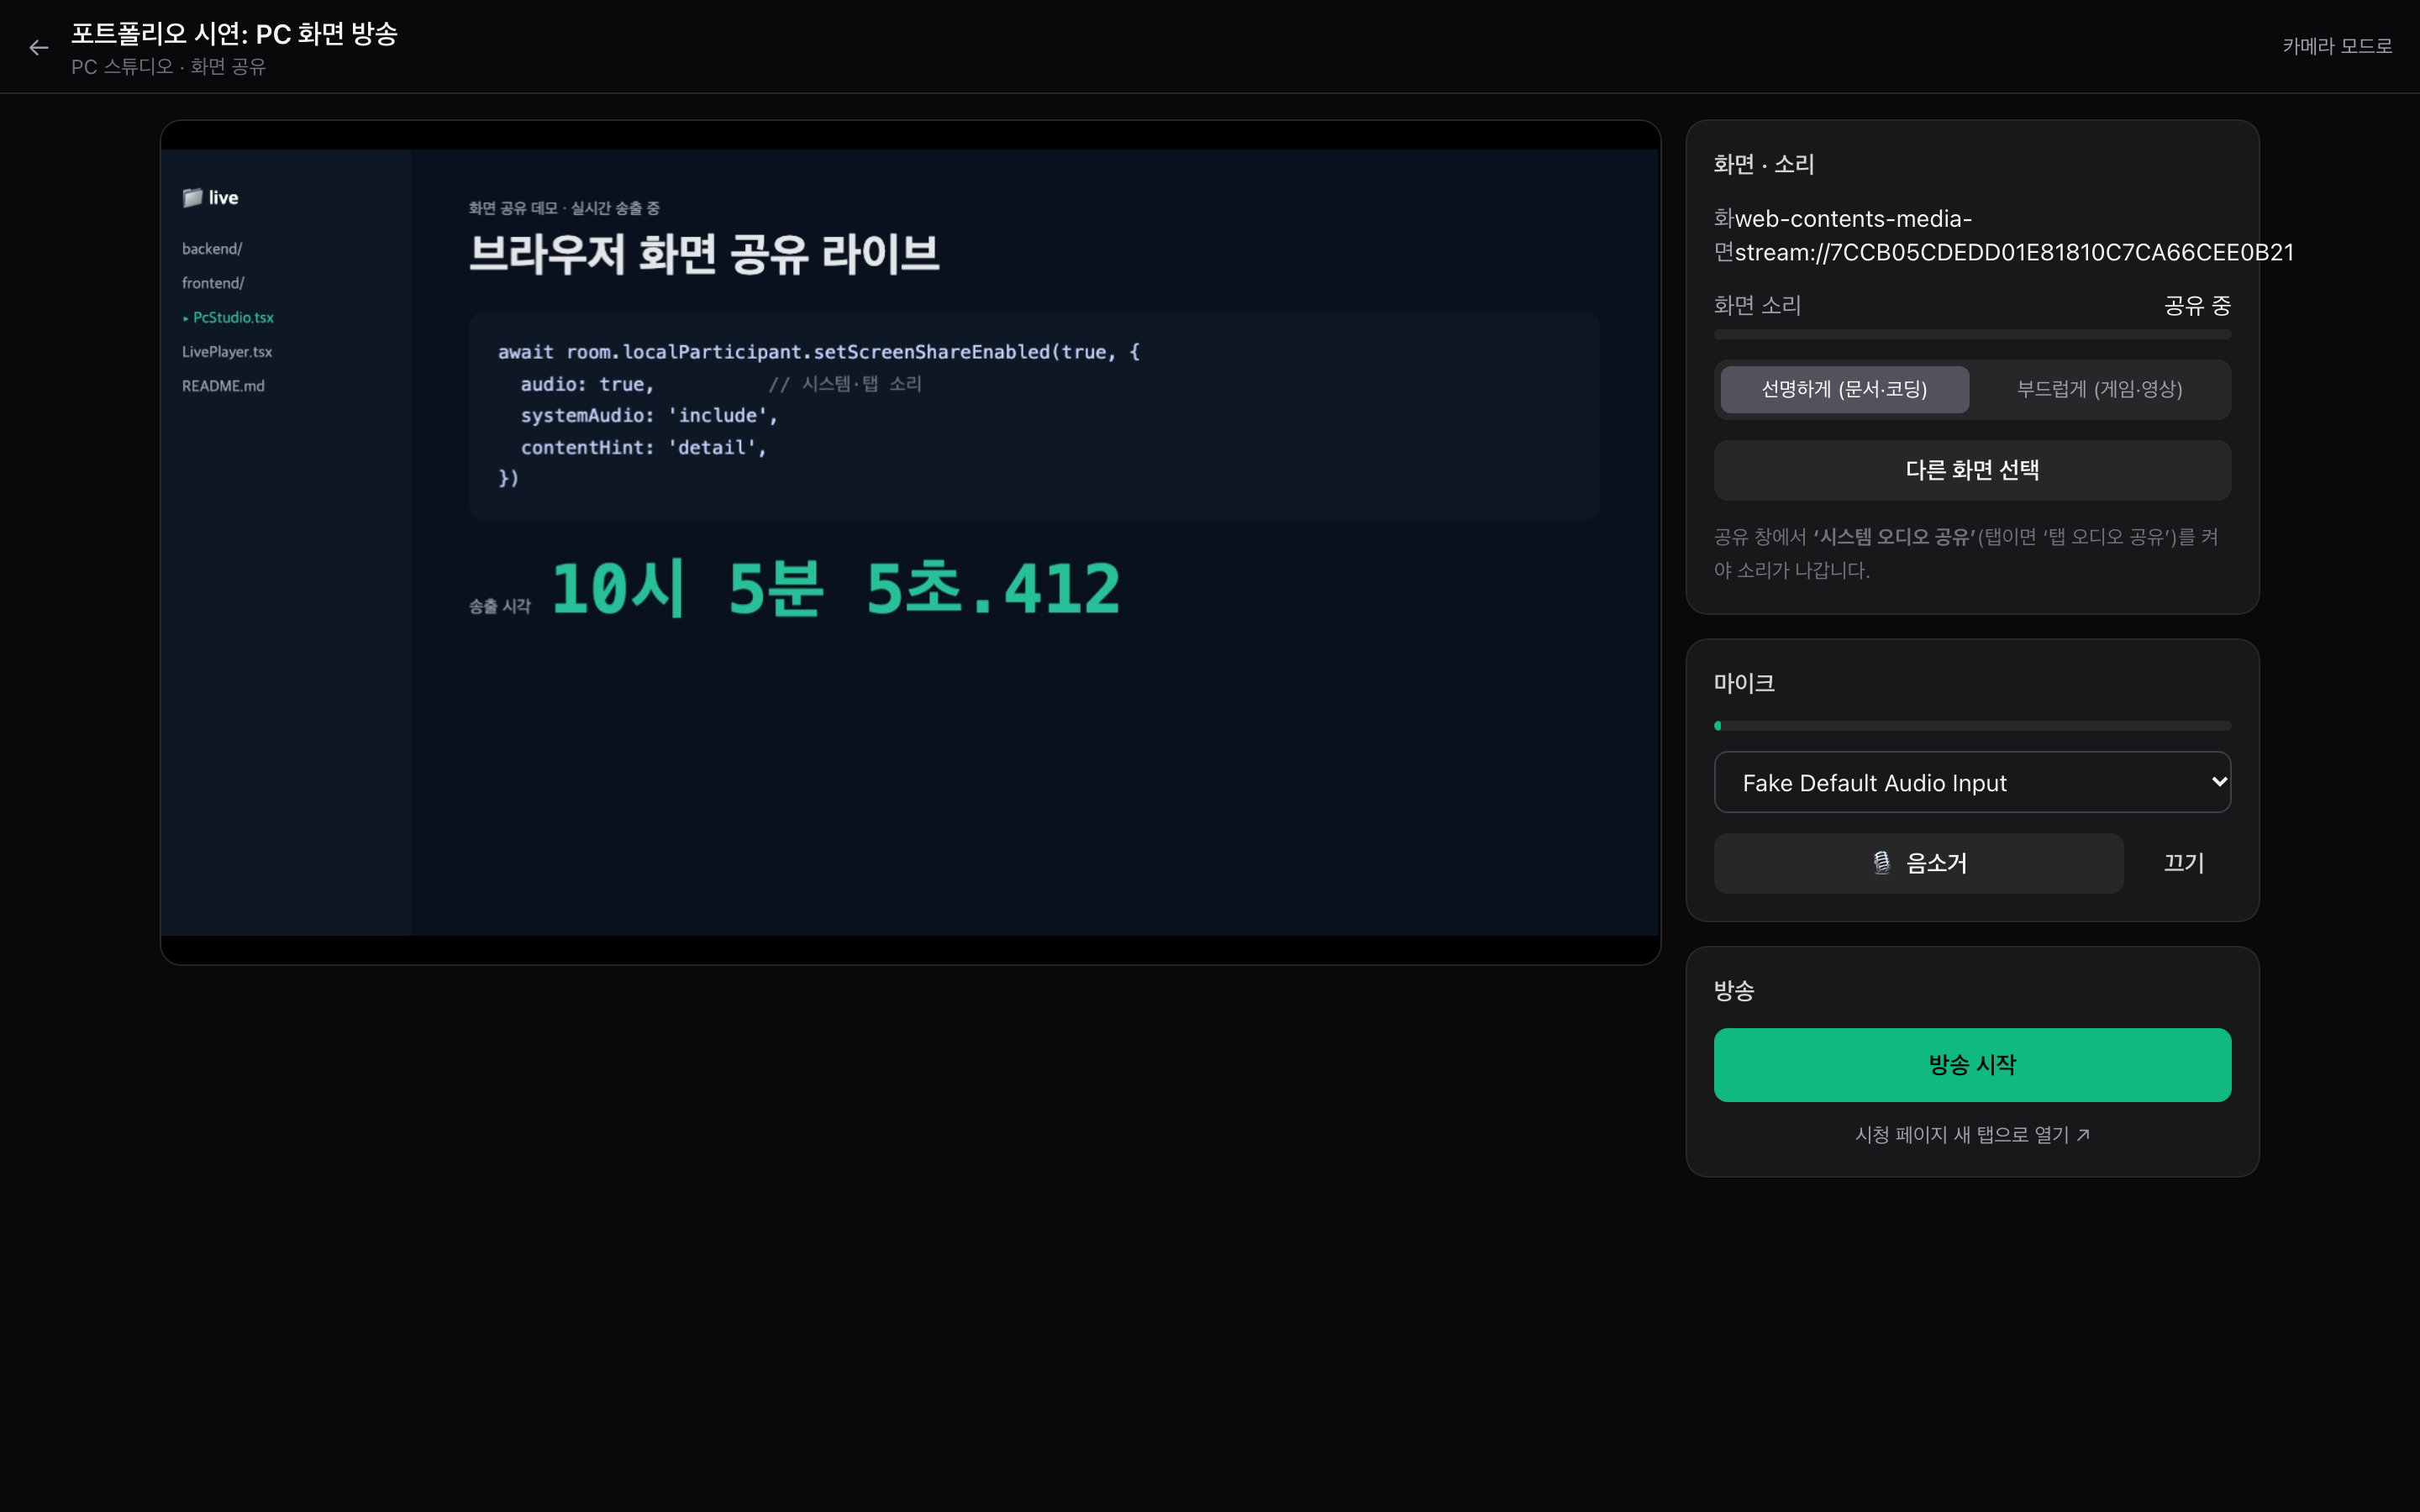 포트폴리오 시연: PC 화면 방송
PC 스튜디오 · 화면 공유
카메라 모드로
📁 live
backend/
frontend/
▸ PcStudio.tsx
LivePlayer.tsx
README.md
화면 공유 데모 · 실시간 송출 중
브라우저 화면 공유 라이브
await room.localParticipant.setScreenShareEnabled(true, {
  audio: true,          // 시스템·탭 소리
  systemAudio: 'include',
  contentHint: 'detail',
})
송출 시각 10시 5분 5초.412
화면 · 소리
화web-contents-media-
면stream://7CCB05CDEDD01E81810C7CA66CEE0B21
화면 소리 공유 중
선명하게 (문서·코딩) 부드럽게 (게임·영상)
다른 화면 선택
공유 창에서 ‘시스템 오디오 공유’(탭이면 ‘탭 오디오 공유’)를 켜
야 소리가 나갑니다.
마이크
Fake Default Audio Input
🎙️ 음소거 끄기
방송
방송 시작
시청 페이지 새 탭으로 열기 ↗